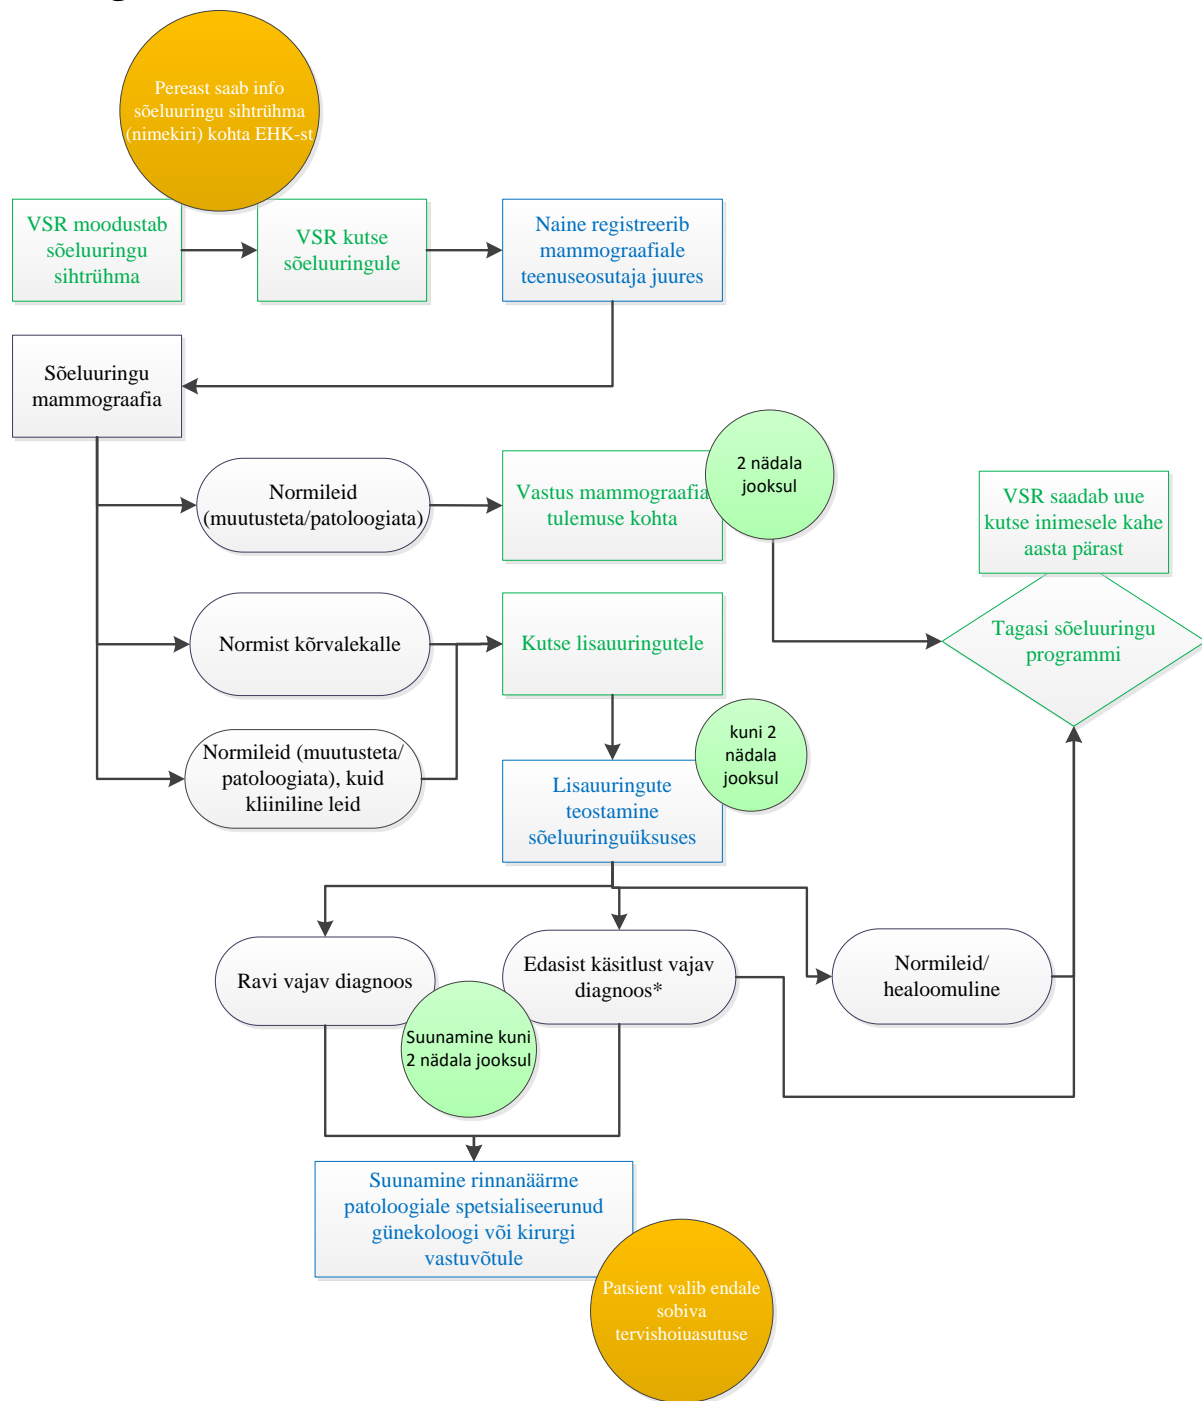 Pereast saab info
sõeluuringu sihtrühma
(nimekiri) kohta EHK-st
VSR moodustab
sõeluuringu
sihtrühma
VSR kutse
sõeluuringule
Naine registreerib
mammograafiale
teenuseosutaja juures
Sõeluuringu
mammograafia
Normileid
(muutusteta/patoloogiata)
Vastus mammograafia
tulemuse kohta
2 nädala
jooksul
VSR saadab uue
kutse inimesele kahe
aasta pärast
Normist kõrvalekalle
Kutse lisauuringutele
Tagasi sõeluuringu
programmi
Normileid (muutusteta/
patoloogiata), kuid
kliiniline leid
kuni 2
nädala
jooksul
Lisauuringute
teostamine
sõeluuringuüksuses
Ravi vajav diagnoos
Edasist käsitlust vajav
diagnoos*
Normileid/
healoomuline
Suunamine kuni
2 nädala jooksul
Suunamine rinnanäärme
patoloogiale spetsialiseerunud
günekoloogi või kirurgi
vastuvõtule
Patsient valib endale
sobiva
tervishoiuasutuse